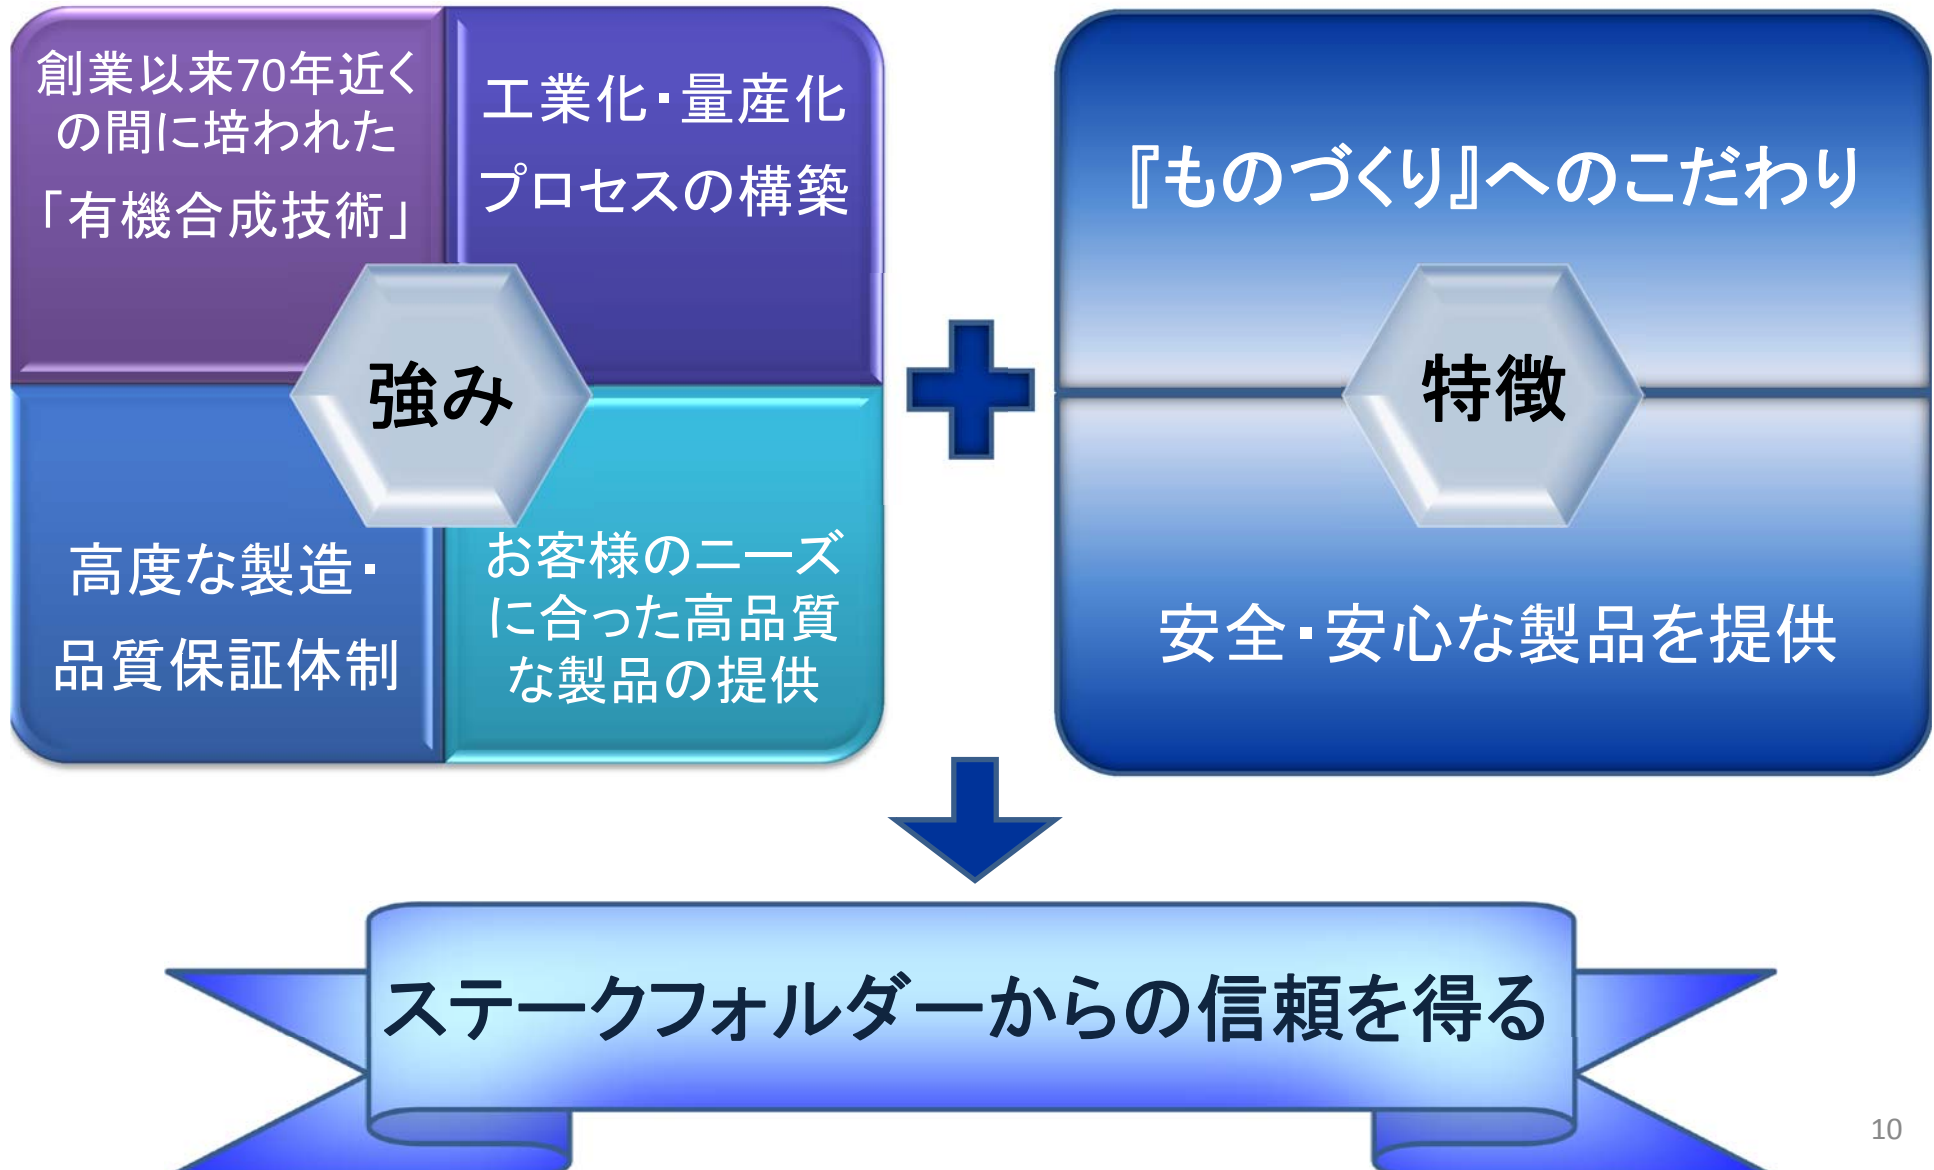 創業以来70年近く
の間に培われた
「有機合成技術」
工業化・量産化
プロセスの構築
強み
高度な製造・
品質保証体制
お客様のニーズ
に合った高品質
な製品の提供
『ものづくり』へのこだわり
特徴
安全・安心な製品を提供
ステークフォルダーからの信頼を得る
10